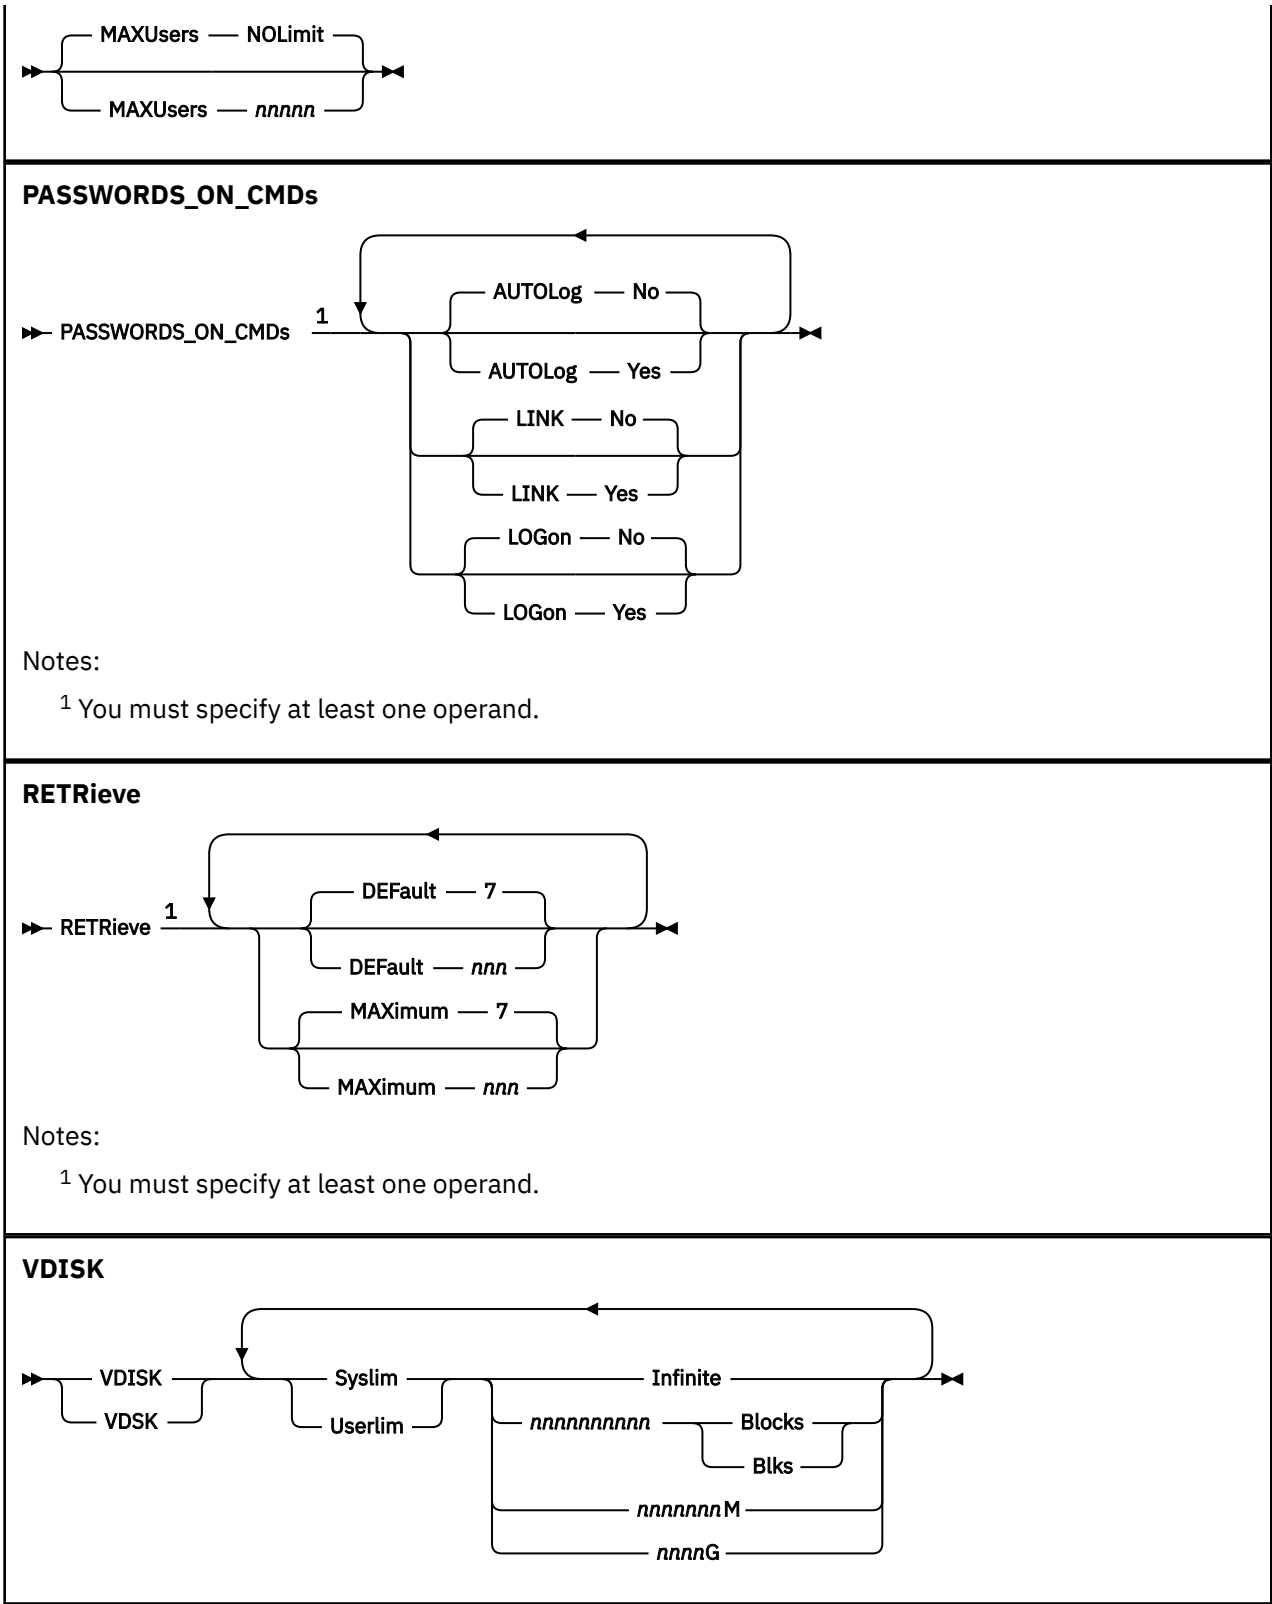 MAXUsers NOLimit
MAXUsers nnnnn
PASSWORDS_ON_CMDs
AUTOLog No
PASSWORDS_ON_CMDs 1
AUTOLog Yes
LINK No
LINK Yes
LOGon No
LOGon Yes
Notes:
1 You must specify at least one operand.
RETRieve
DEFault 7
RETRieve 1
DEFault nnn
MAXimum 7
MAXimum nnn
Notes:
1 You must specify at least one operand.
VDISK
VDISK Syslim Infinite
VDSK Userlim nnnnnnnnnn Blocks
Blks
nnnnnnnM
nnnnG